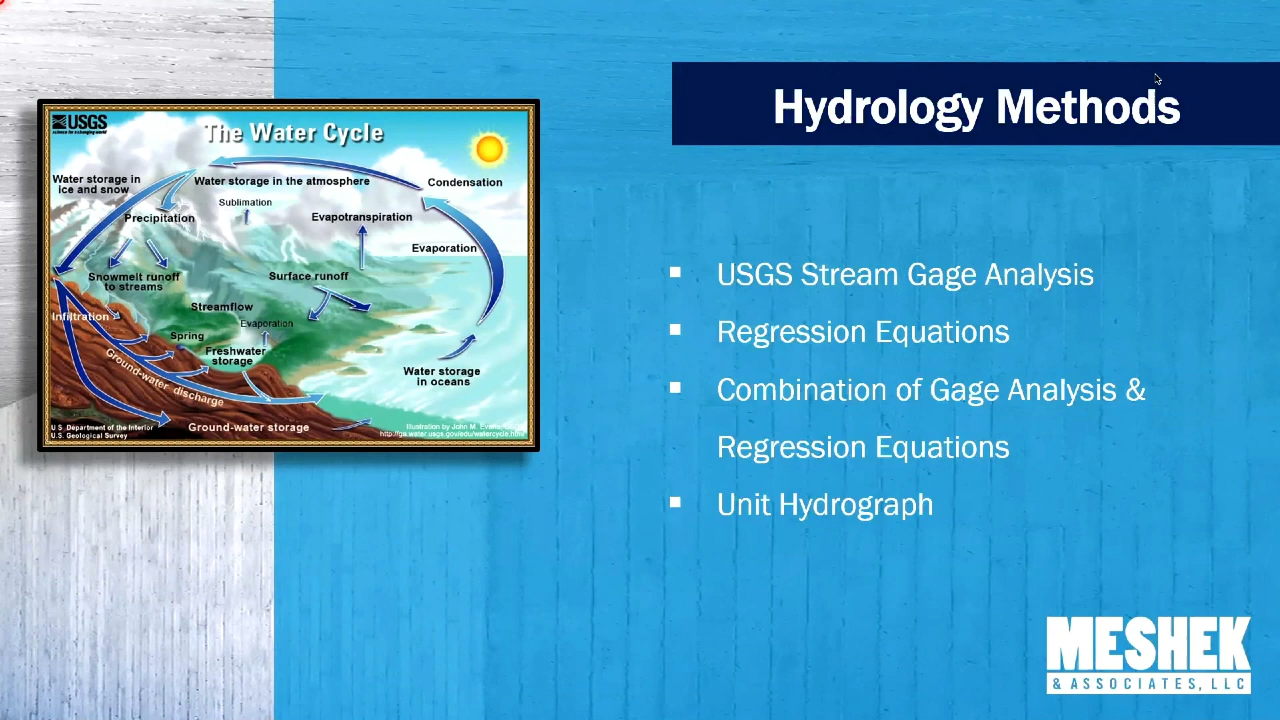 Hydrology Methods
USGS
science for a changing world
The Water Cycle
Water storage in
ice and snow
Water storage in the atmosphere
Condensation
Sublimation
Precipitation
Evapotranspiration
Evaporation
Snowmelt runoff
to streams
Surface runoff
Streamflow
Infiltration
Evaporation
Spring
Freshwater
storage
Ground-water discharge
Water storage
in oceans
Ground-water storage
U.S. Department of the Interior
U.S. Geological Survey
Illustration by John M. Evans
http://ga.water.usgs.gov/edu/watercycle.html
▪ USGS Stream Gage Analysis
▪ Regression Equations
▪ Combination of Gage Analysis &
Regression Equations
▪ Unit Hydrograph
MESHEK
& ASSOCIATES, LLC